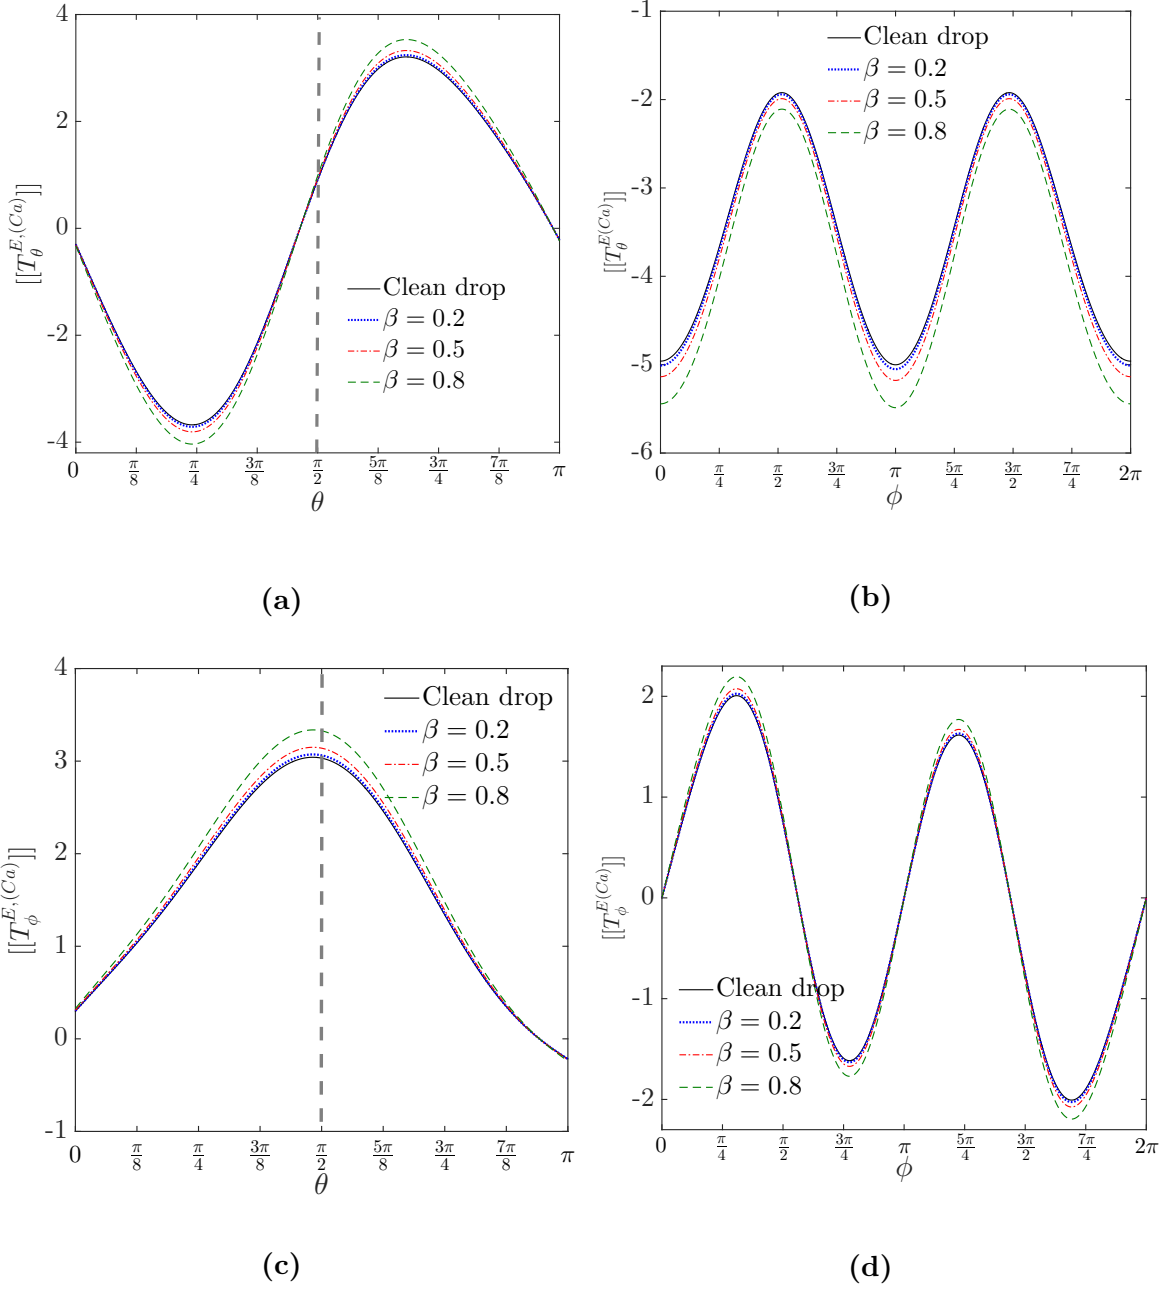 4
2
0
-2
-4
[[T_θ^{E,(Ca)}]]
Clean drop
β = 0.2
β = 0.5
β = 0.8
0 π/8 π/4 3π/8 π/2 5π/8 3π/4 7π/8 π
θ
(a)
-1
-2
-3
-4
-5
-6
[[T_θ^{E(Ca)}]]
Clean drop
β = 0.2
β = 0.5
β = 0.8
0 π/4 π/2 3π/4 π 5π/4 3π/2 7π/4 2π
ϕ
(b)
4
3
2
1
0
-1
[[T_ϕ^{E,(Ca)}]]
Clean drop
β = 0.2
β = 0.5
β = 0.8
0 π/8 π/4 3π/8 π/2 5π/8 3π/4 7π/8 π
θ
(c)
2
1
0
-1
-2
[[T_ϕ^{E(Ca)}]]
Clean drop
β = 0.2
β = 0.5
β = 0.8
0 π/4 π/2 3π/4 π 5π/4 3π/2 7π/4 2π
ϕ
(d)